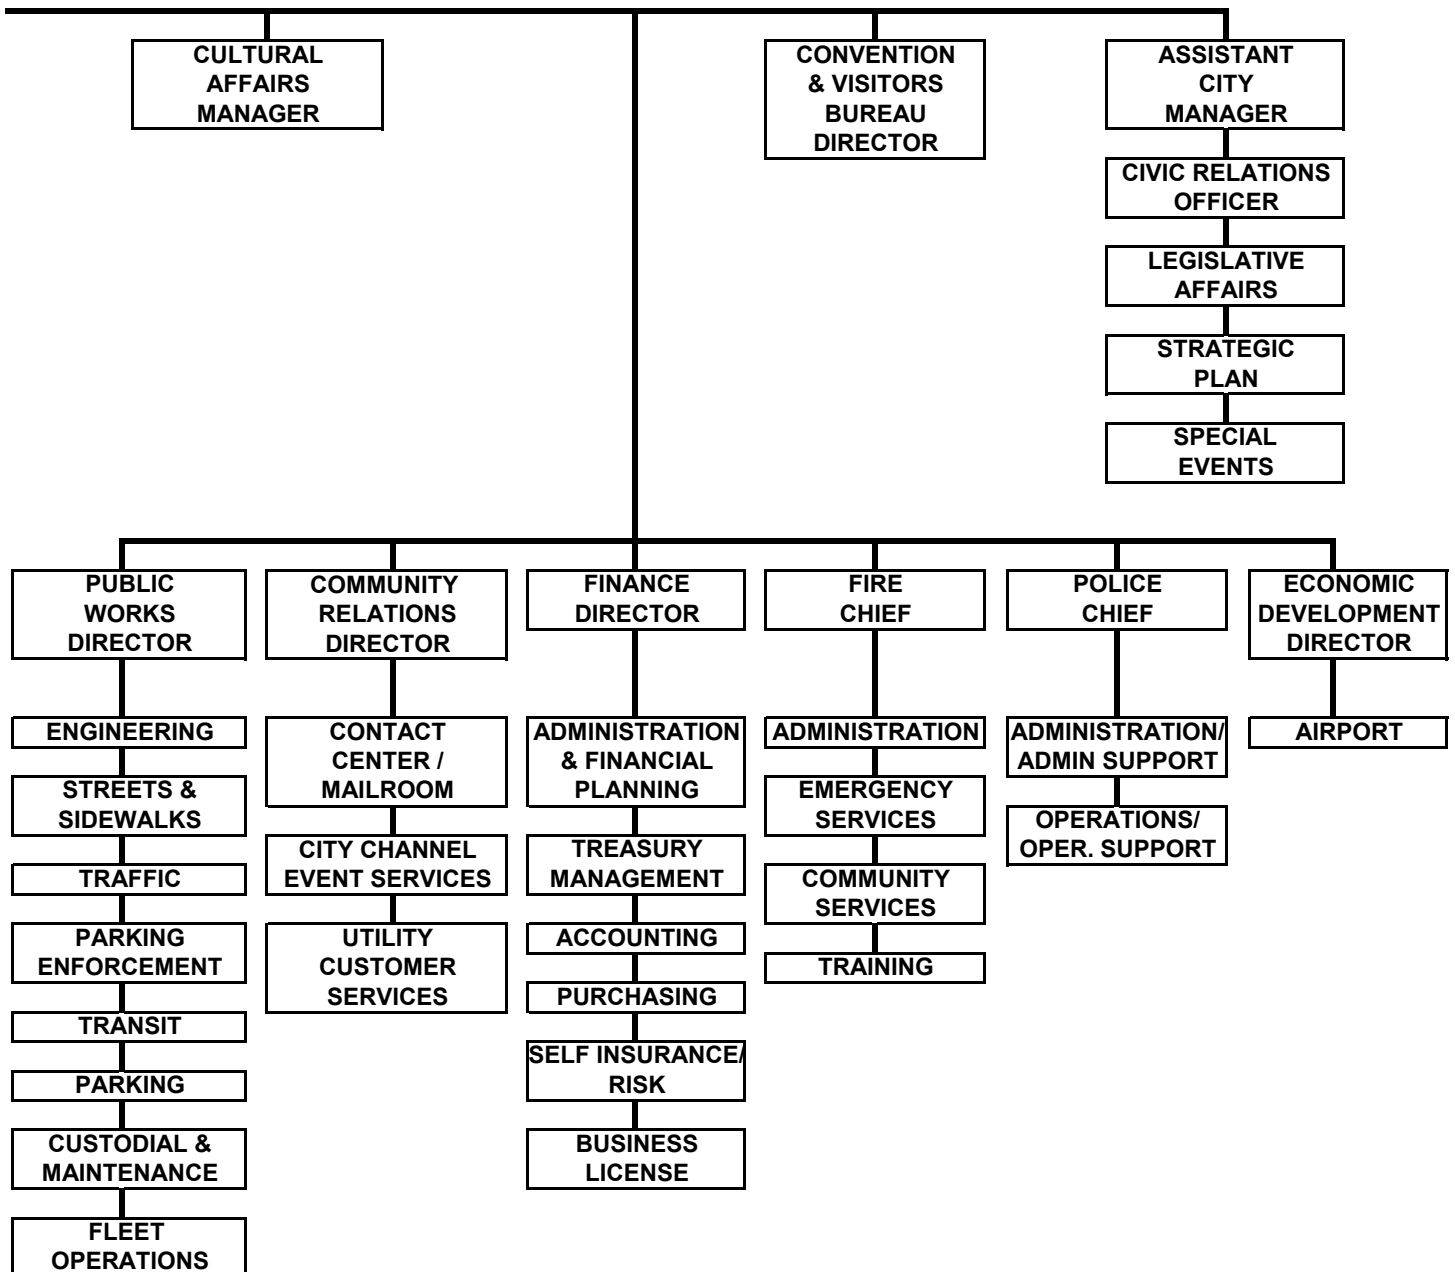 CULTURAL
AFFAIRS
MANAGER
CONVENTION
& VISITORS
BUREAU
DIRECTOR
ASSISTANT
CITY
MANAGER
CIVIC RELATIONS
OFFICER
LEGISLATIVE
AFFAIRS
STRATEGIC
PLAN
SPECIAL
EVENTS
PUBLIC
WORKS
DIRECTOR
ENGINEERING
STREETS &
SIDEWALKS
TRAFFIC
PARKING
ENFORCEMENT
TRANSIT
PARKING
CUSTODIAL &
MAINTENANCE
FLEET
OPERATIONS
COMMUNITY
RELATIONS
DIRECTOR
CONTACT
CENTER /
MAILROOM
CITY CHANNEL
EVENT SERVICES
UTILITY
CUSTOMER
SERVICES
FINANCE
DIRECTOR
ADMINISTRATION
& FINANCIAL
PLANNING
TREASURY
MANAGEMENT
ACCOUNTING
PURCHASING
SELF INSURANCE/
RISK
BUSINESS
LICENSE
FIRE
CHIEF
ADMINISTRATION
EMERGENCY
SERVICES
COMMUNITY
SERVICES
TRAINING
POLICE
CHIEF
ADMINISTRATION/
ADMIN SUPPORT
OPERATIONS/
OPER. SUPPORT
ECONOMIC
DEVELOPMENT
DIRECTOR
AIRPORT